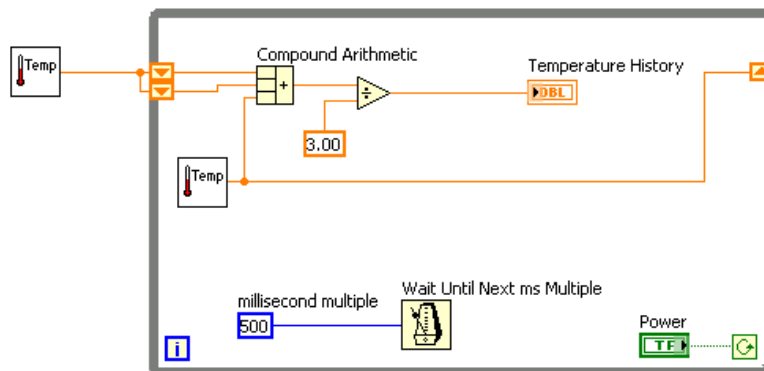 Compound Arithmetic
Temp
Temperature History
+
÷
DBL
3.00
Temp
Wait Until Next ms Multiple
millisecond multiple
500
Power
TF
i